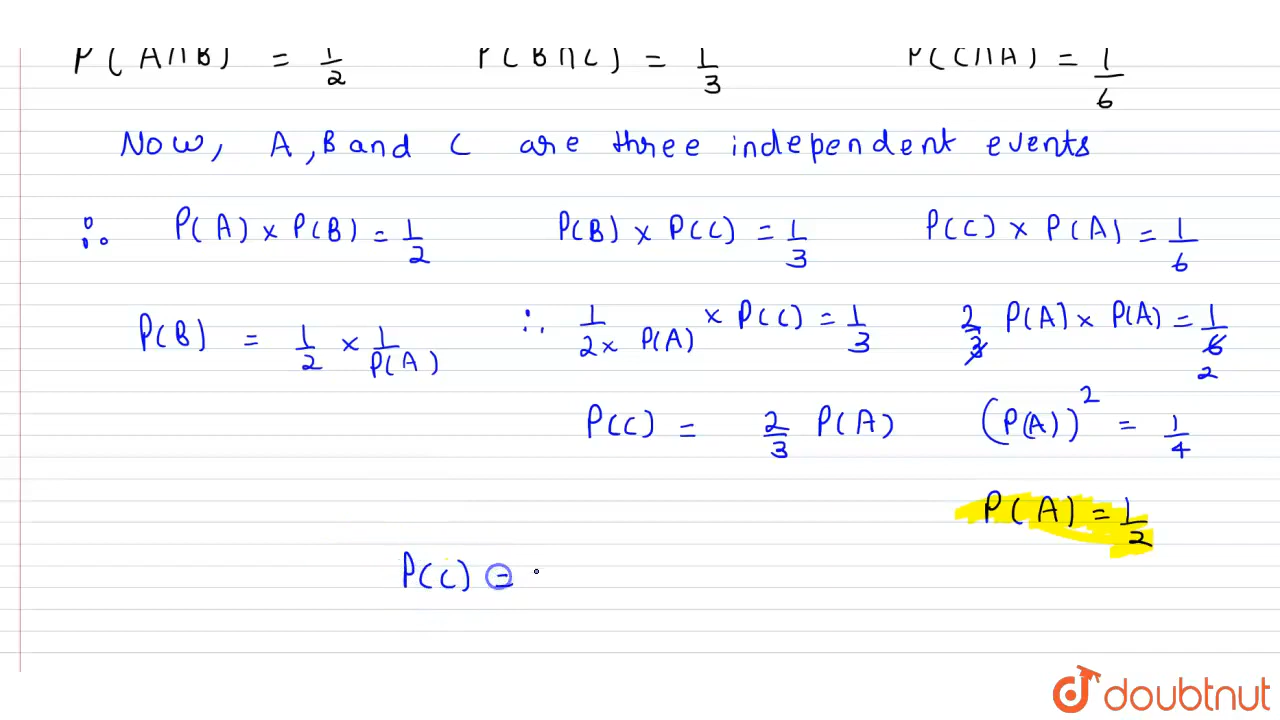 P(A∩B) = 1/2 P(B∩C) = 1/3 P(C∩A) = 1/6
Now, A, B and C are three independent events
∴ P(A) × P(B) = 1/2 P(B) × P(C) = 1/3 P(C) × P(A) = 1/6
P(B) = 1/2 × 1/P(A) ∴ 1/(2 × P(A)) × P(C) = 1/3 2/3 P(A) × P(A) = 1/6 2
P(C) = 2/3 P(A) (P(A))² = 1/4
P(A) = 1/2
P(C) =
doubtnut